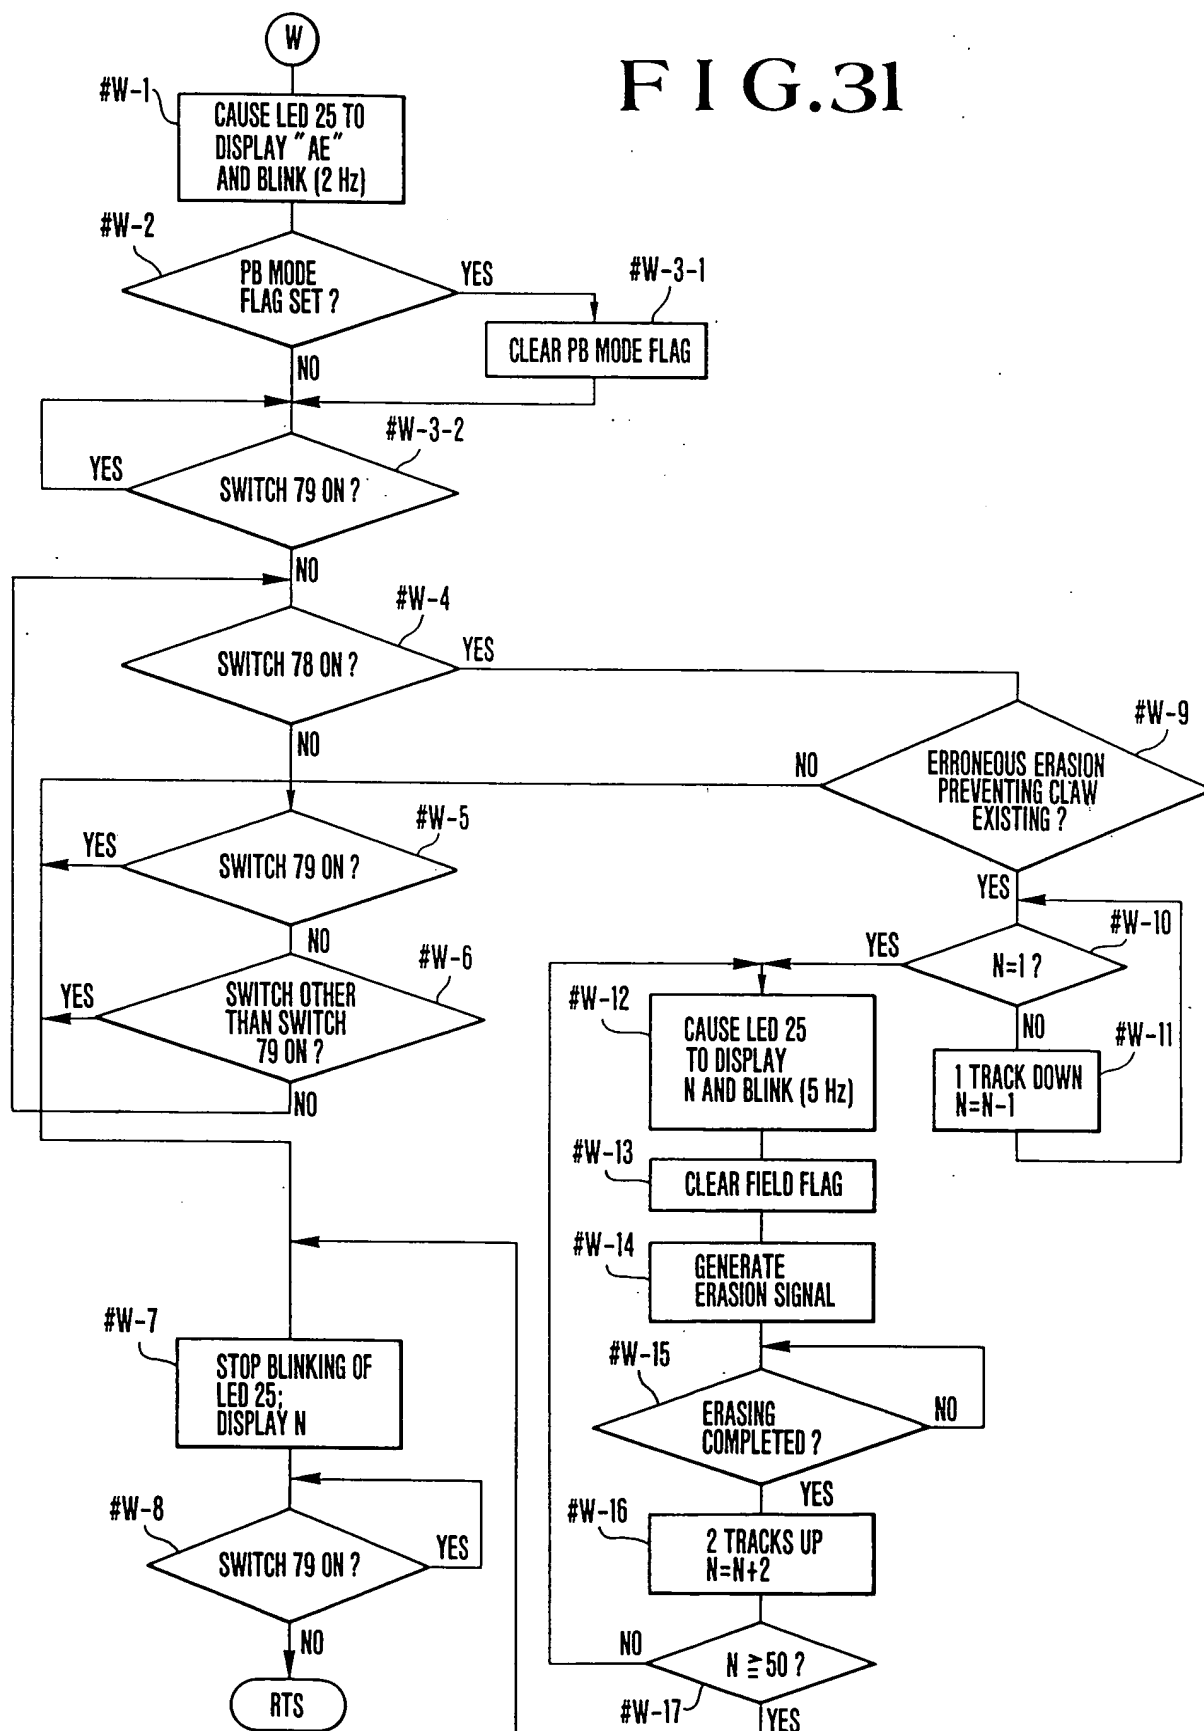 W
FIG.31
#W-1
CAUSE LED 25 TO
DISPLAY "AE"
AND BLINK (2 Hz)
#W-2
PB MODE
FLAG SET ?
YES
#W-3-1
CLEAR PB MODE FLAG
NO
#W-3-2
YES
SWITCH 79 ON ?
NO
#W-4
SWITCH 78 ON ?
YES
NO
#W-9
NO
ERRONEOUS ERASION
PREVENTING CLAW
EXISTING ?
YES
#W-5
YES
SWITCH 79 ON ?
NO
#W-6
YES
SWITCH OTHER
THAN SWITCH
79 ON ?
NO
#W-10
YES
N=1 ?
NO
#W-11
1 TRACK DOWN
N=N-1
#W-12
CAUSE LED 25
TO DISPLAY
N AND BLINK (5 Hz)
#W-13
CLEAR FIELD FLAG
#W-14
GENERATE
ERASION SIGNAL
#W-7
STOP BLINKING OF
LED 25;
DISPLAY N
#W-15
ERASING
COMPLETED ?
NO
YES
#W-8
SWITCH 79 ON ?
YES
NO
RTS
#W-16
2 TRACKS UP
N=N+2
NO
N ≧ 50 ?
#W-17
YES